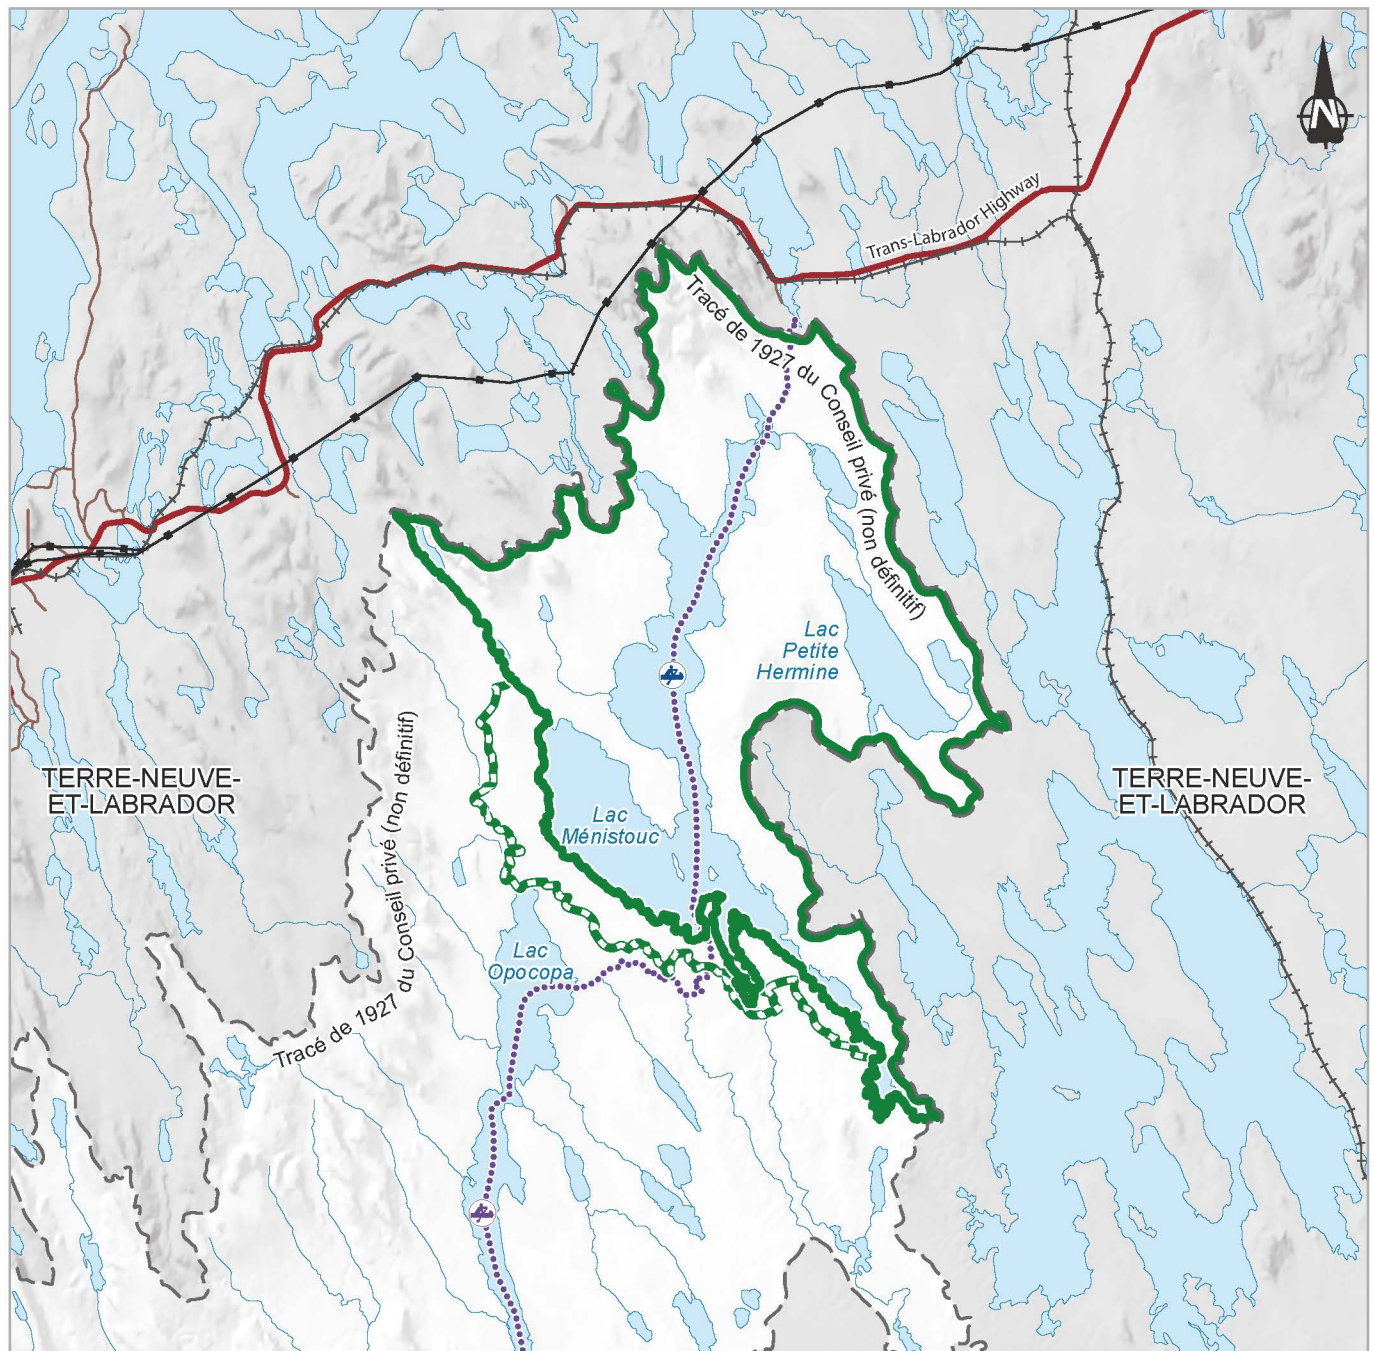 N
Trans-Labrador Highway
Tracé de 1927 du Conseil privé (non définitif)
Lac
Petite
Hermine
TERRE-NEUVE-
ET-LABRADOR
Tracé de 1927 du Conseil privé (non définitif)
TERRE-NEUVE-
ET-LABRADOR
Lac
Ménistouc
Lac
Opocopa